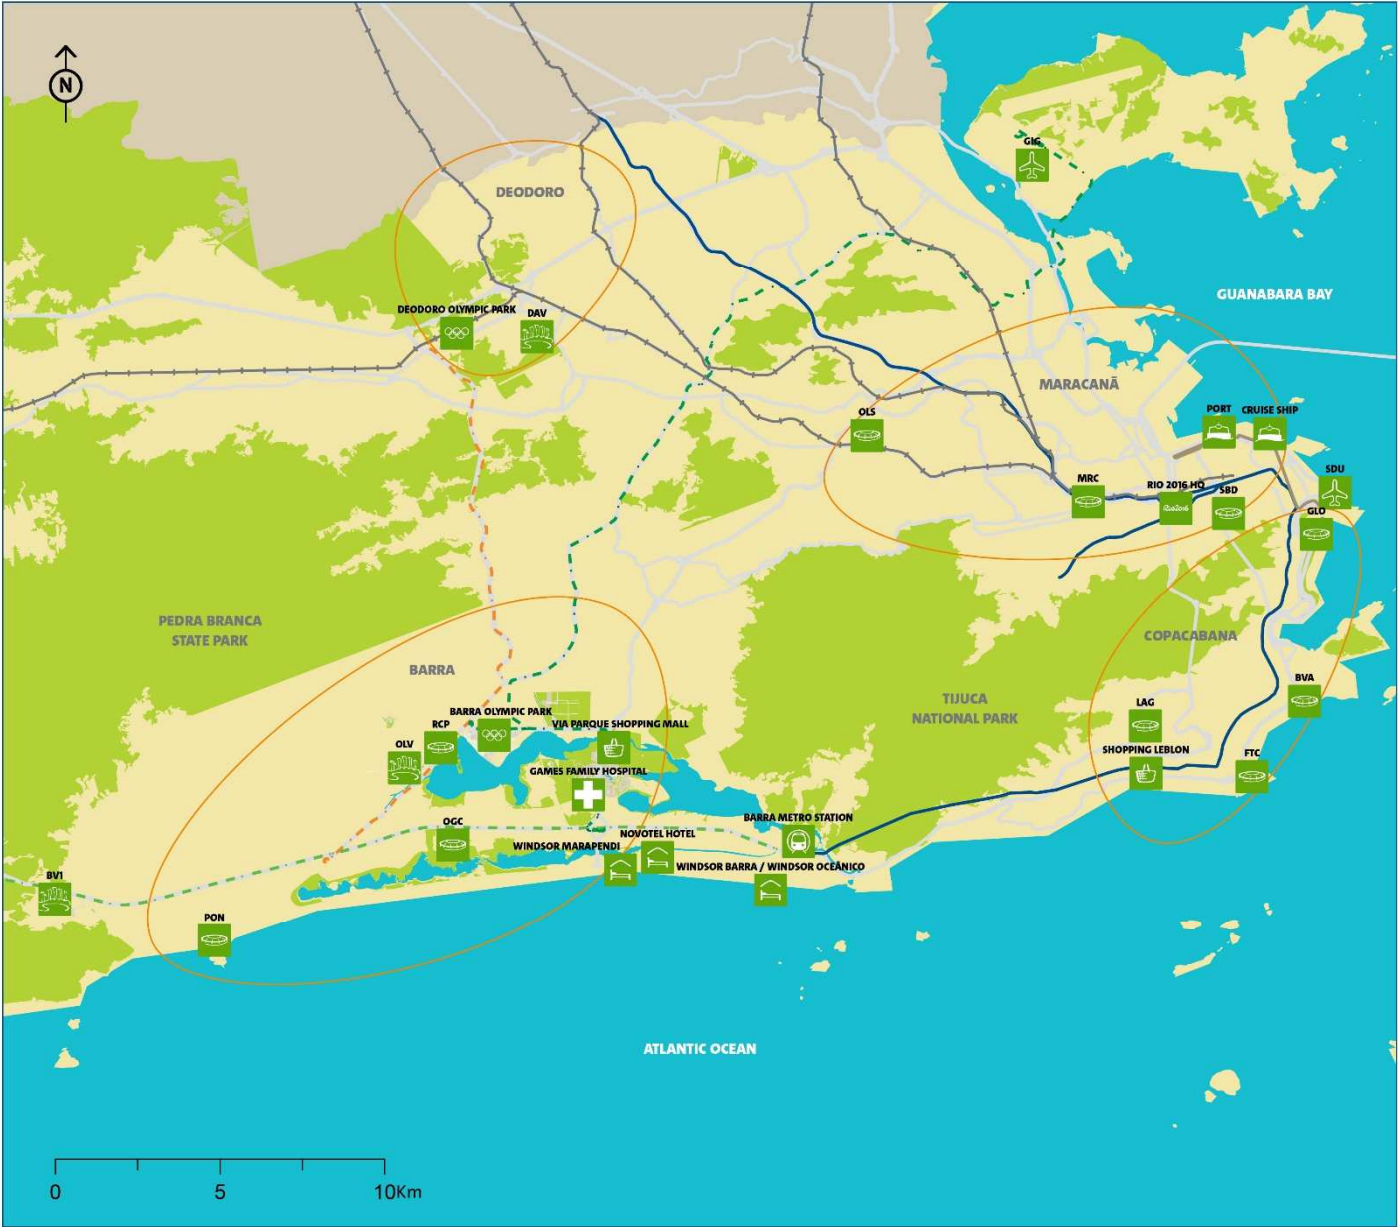 N
GIG
DEODORO
GUANABARA BAY
DEODORO OLYMPIC PARK
DAV
MARACANÃ
OLS
PORT
CRUISE SHIP
SDU
MRC
RIO 2016 HQ
SBD
GLO
PEDRA BRANCA
STATE PARK
COPACABANA
BARRA
BVA
TIJUCA
NATIONAL PARK
LAG
BARRA OLYMPIC PARK
RCP
VIA PARQUE SHOPPING MALL
OLV
SHOPPING LEBLON
FTC
GAMES FAMILY HOSPITAL
OGC
BARRA METRO STATION
NOVOTEL HOTEL
WINDSOR MARAPENDI
WINDSOR BARRA / WINDSOR OCEÂNICO
BV1
PON
ATLANTIC OCEAN
0 5 10Km